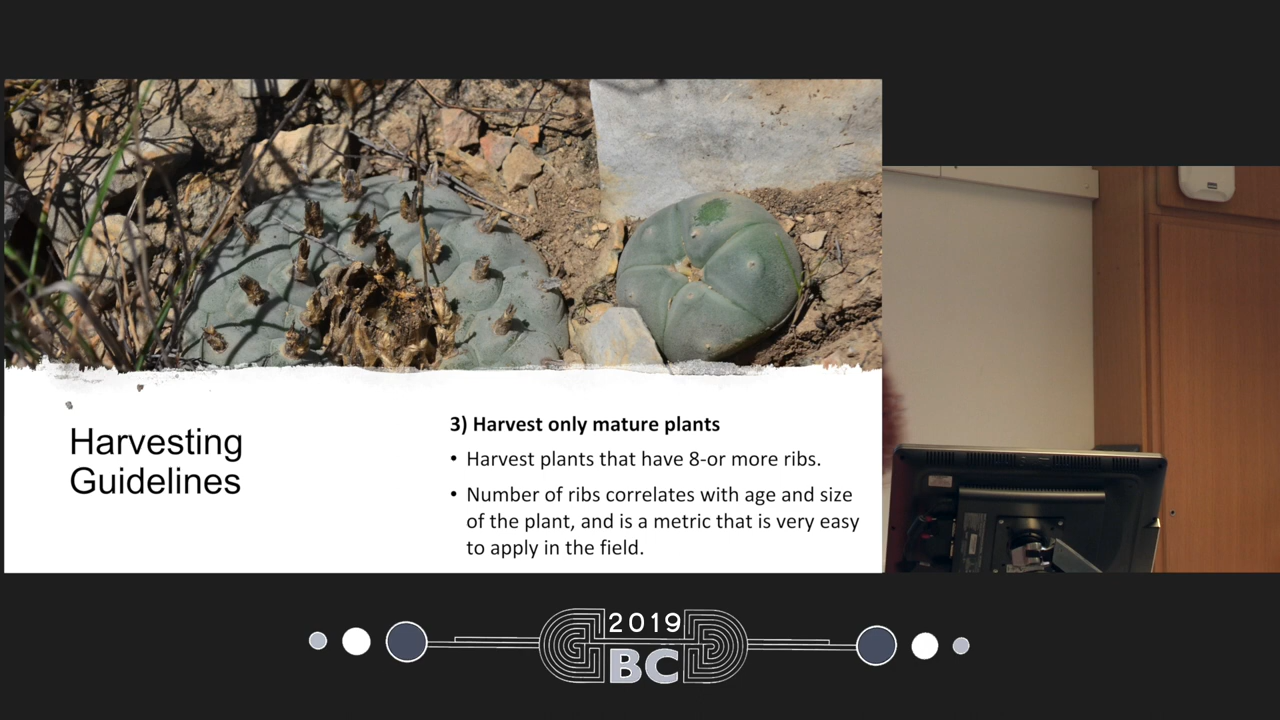 Harvesting
Guidelines
3) Harvest only mature plants
• Harvest plants that have 8-or more ribs.
• Number of ribs correlates with age and size
of the plant, and is a metric that is very easy
to apply in the field.
2019
BC